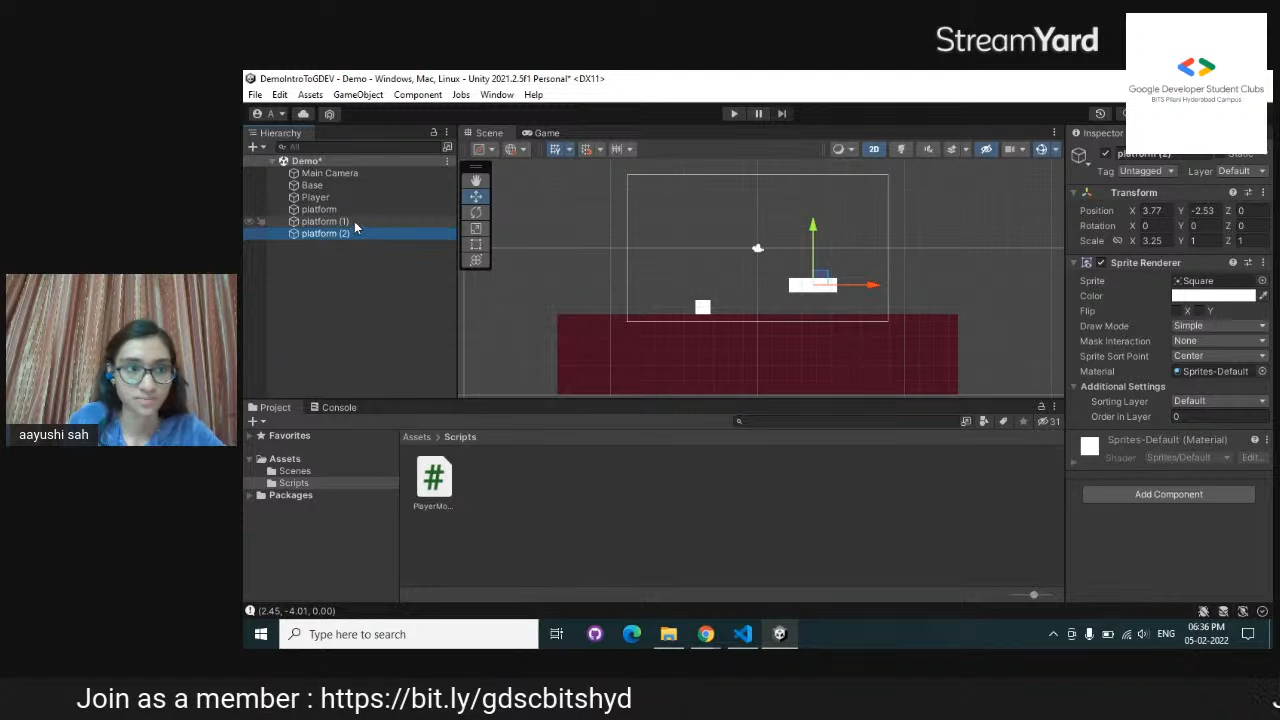 StreamYard
Google Developer Student Clubs
BITS Pilani Hyderabad Campus
DemoIntroToGDEV - Demo - Windows, Mac, Linux - Unity 2021.2.5f1 Personal* <DX11>
File Edit Assets GameObject Component Jobs Window Help
A
Hierarchy
All
Demo*
Main Camera
Base
Player
platform
platform (1)
platform (2)
Scene Game
2D
Inspector
platform (2) Static
Tag Untagged Layer Default
Transform
Position X 3.77 Y -2.53 Z 0
Rotation X 0 Y 0 Z 0
Scale X 3.25 Y 1 Z 1
Sprite Renderer
Sprite Square
Color
Flip X Y
Draw Mode Simple
Mask Interaction None
Sprite Sort Point Center
Material Sprites-Default
Additional Settings
Sorting Layer Default
Order in Layer 0
Sprites-Default (Material)
Shader Sprites/Default Edit...
Add Component
Project Console
31
Favorites
Assets
Scenes
Scripts
Packages
Assets > Scripts
#
PlayerMo...
(2.45, -4.01, 0.00)
Type here to search
ENG
06:36 PM
05-02-2022
aayushi sah
Join as a member : https://bit.ly/gdscbitshyd